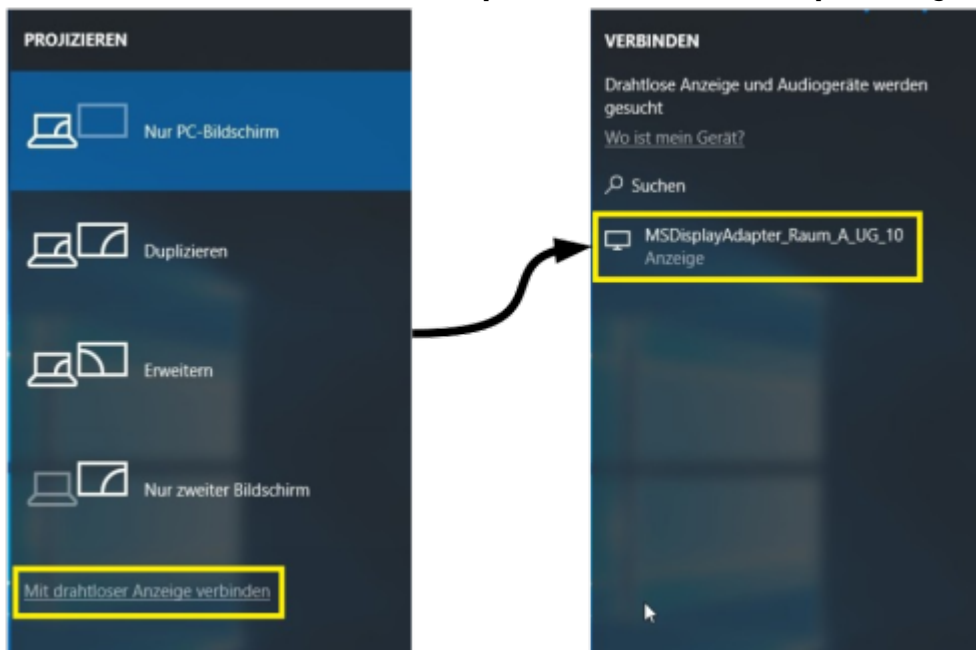 PROJIZIEREN
Nur PC-Bildschirm
Duplizieren
Erweitern
Nur zweiter Bildschirm
Mit drahtloser Anzeige verbinden
VERBINDEN
Drahtlose Anzeige und Audiogeräte werden
gesucht
Wo ist mein Gerät?
Suchen
MSDisplayAdapter_Raum_A_UG_10
Anzeige